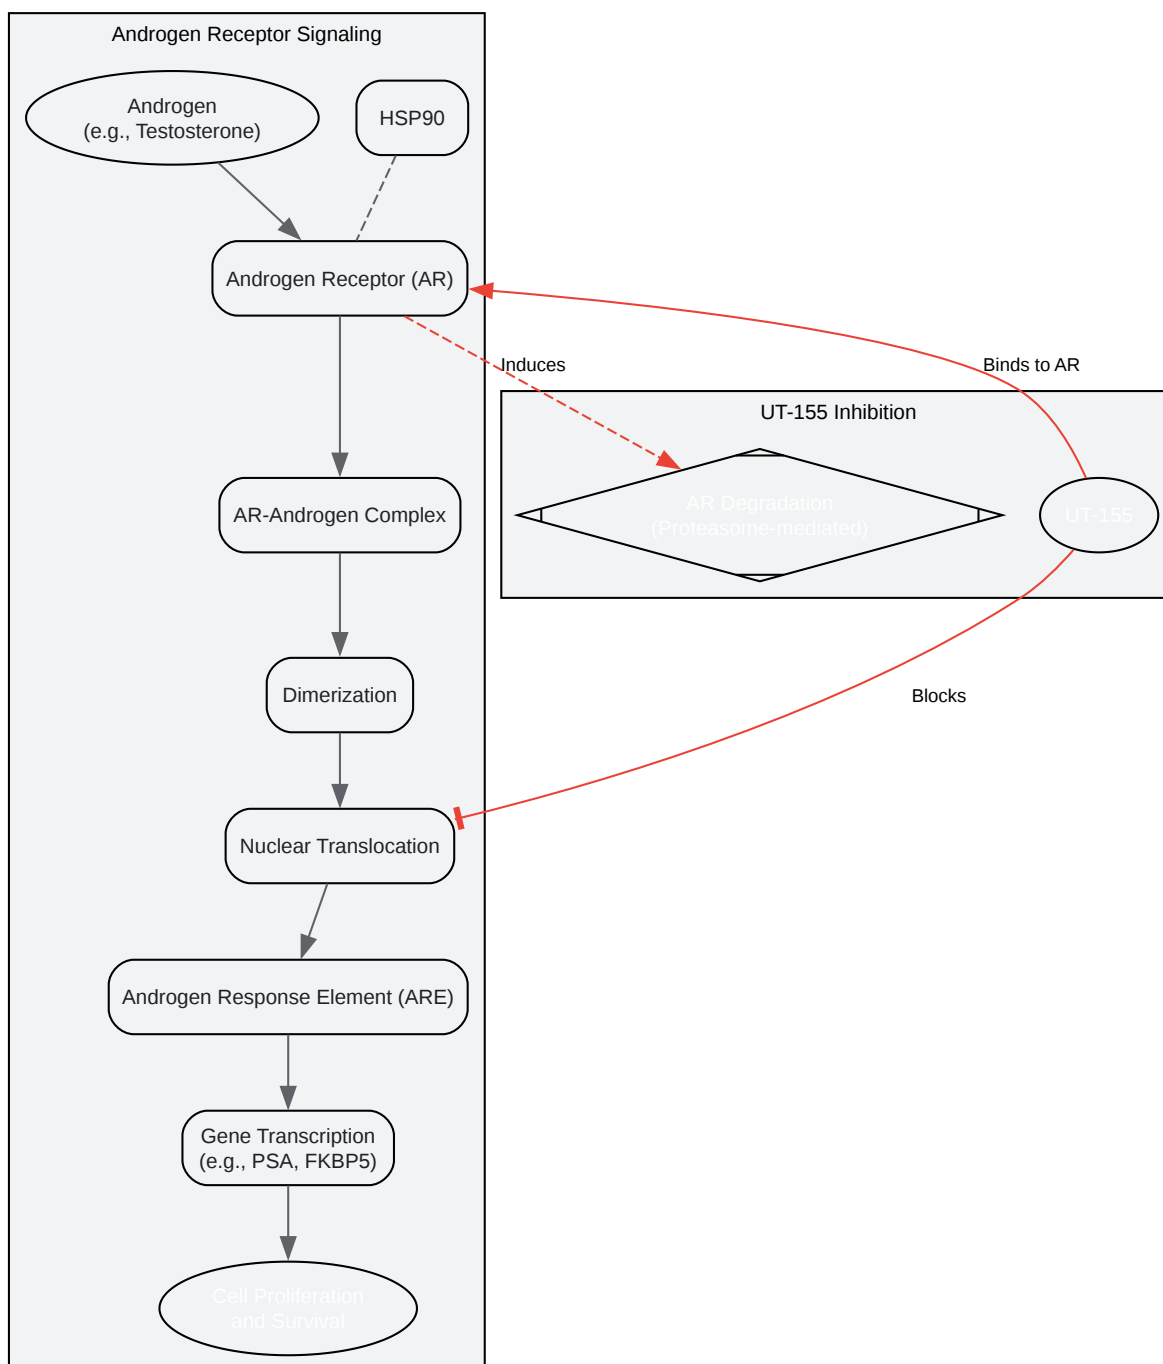 Androgen Receptor Signaling
Androgen
(e.g., Testosterone)
HSP90
Androgen Receptor (AR)
Induces
Binds to AR
UT-155 Inhibition
AR-Androgen Complex
AR Degradation
(Proteasome-mediated)
UT-155
Dimerization
Blocks
Nuclear Translocation
Androgen Response Element (ARE)
Gene Transcription
(e.g., PSA, FKBP5)
Cell Proliferation
and Survival